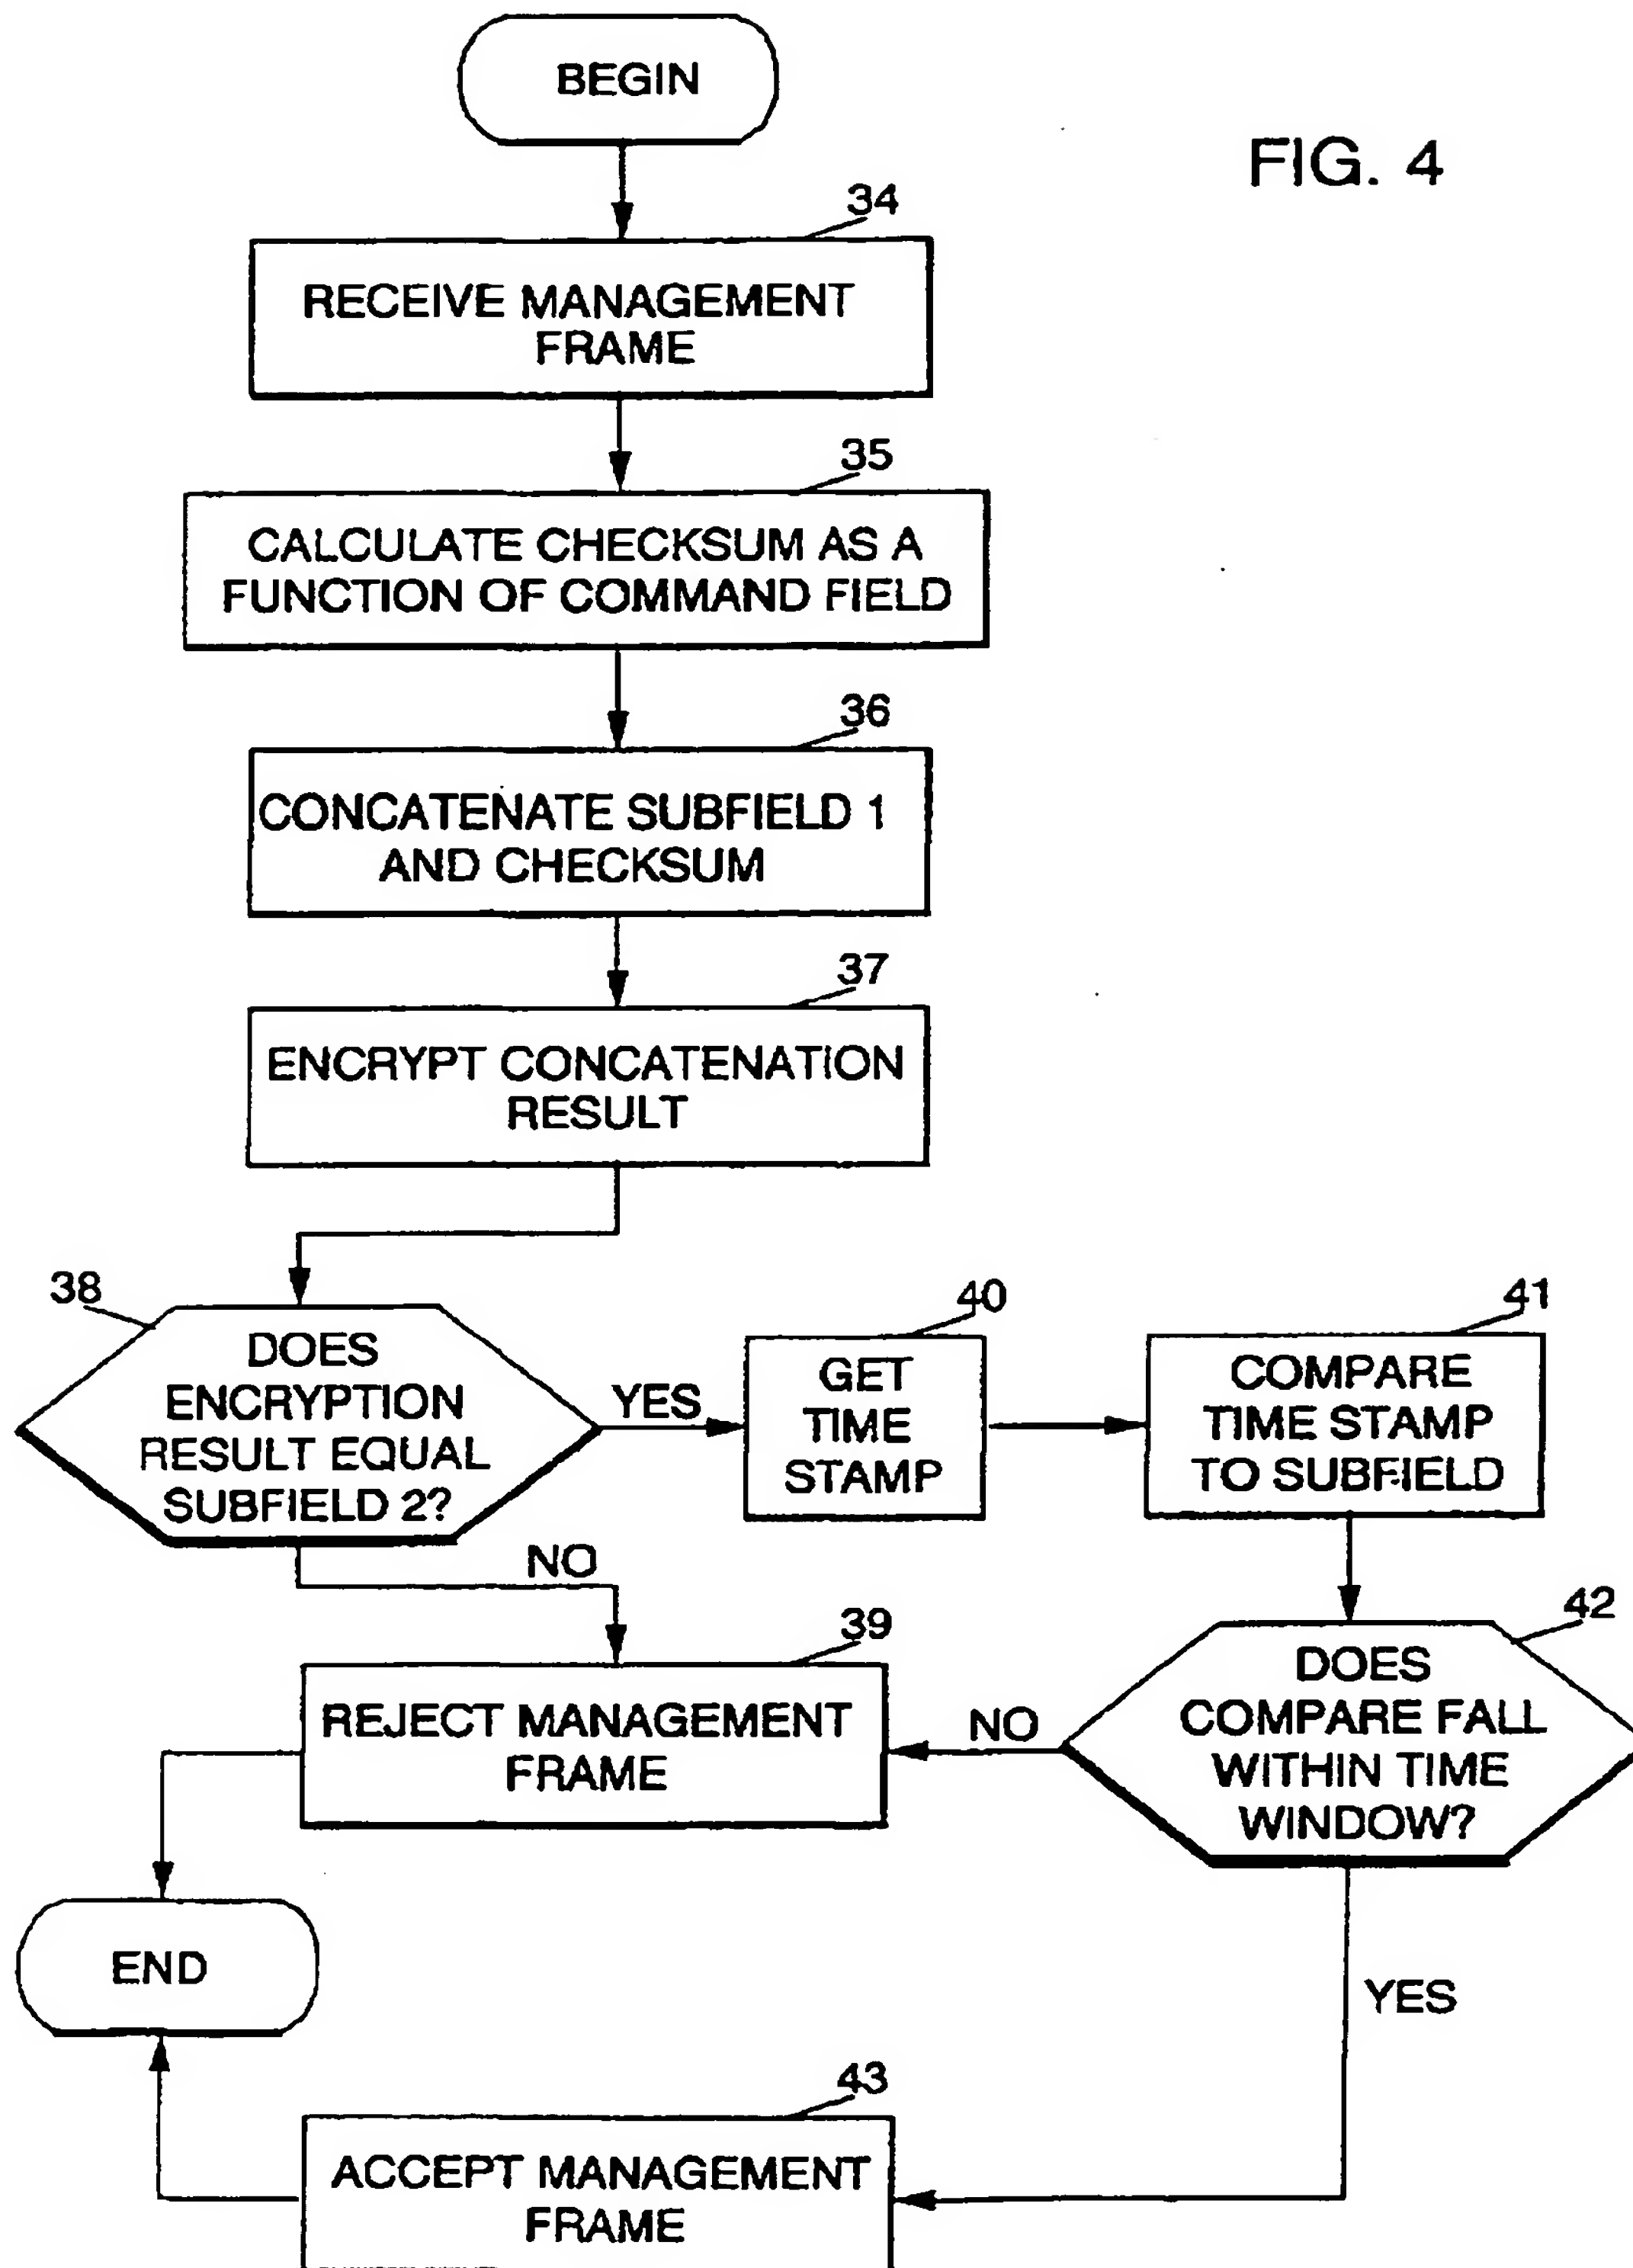 BEGIN
FIG. 4
34
RECEIVE MANAGEMENT
FRAME
35
CALCULATE CHECKSUM AS A
FUNCTION OF COMMAND FIELD
36
CONCATENATE SUBFIELD 1
AND CHECKSUM
37
ENCRYPT CONCATENATION
RESULT
38
DOES
ENCRYPTION
RESULT EQUAL
SUBFIELD 2?
YES
NO
40
GET
TIME
STAMP
41
COMPARE
TIME STAMP
TO SUBFIELD
42
DOES
COMPARE FALL
WITHIN TIME
WINDOW?
NO
YES
39
REJECT MANAGEMENT
FRAME
END
43
ACCEPT MANAGEMENT
FRAME